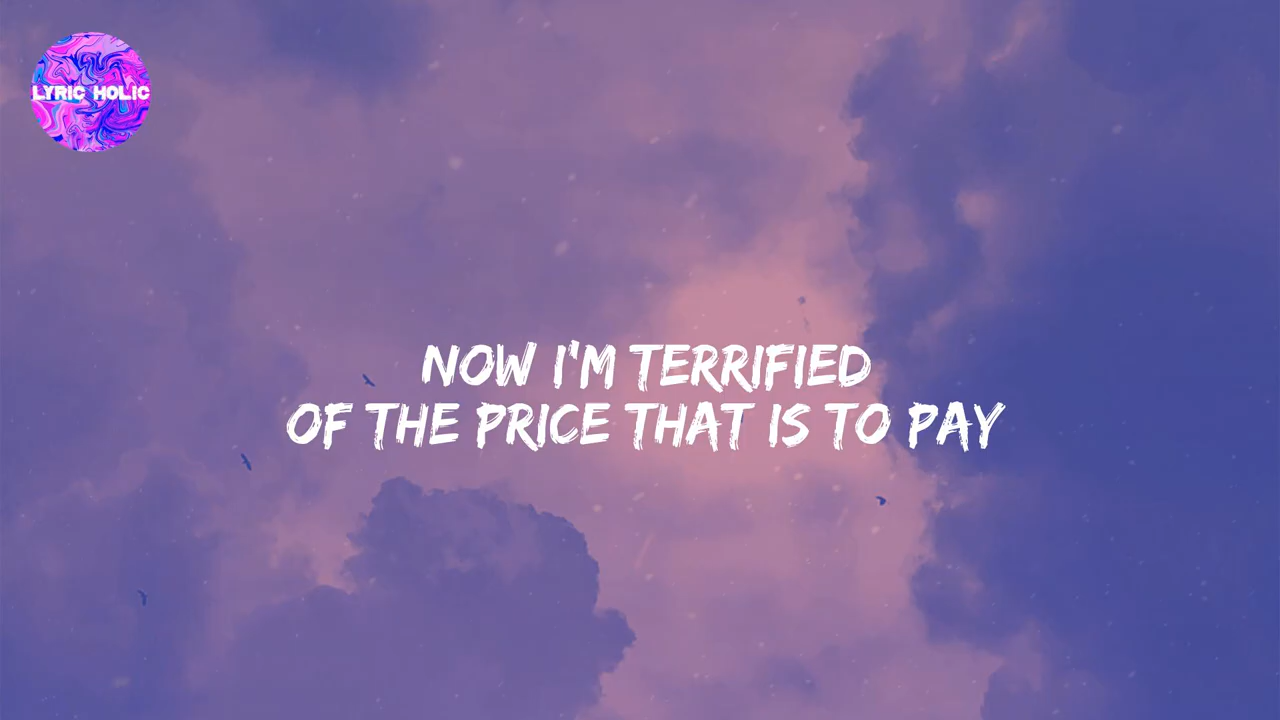 LYRIC HOLIC
NOW I'M TERRIFIED
OF THE PRICE THAT IS TO PAY